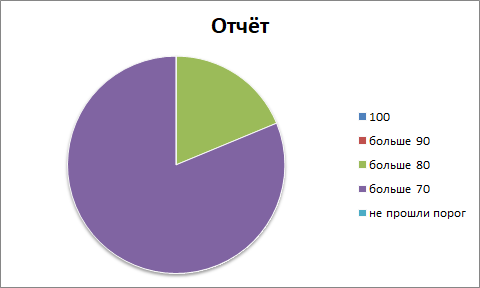 Отчёт
100
больше 90
больше 80
больше 70
не прошли порог